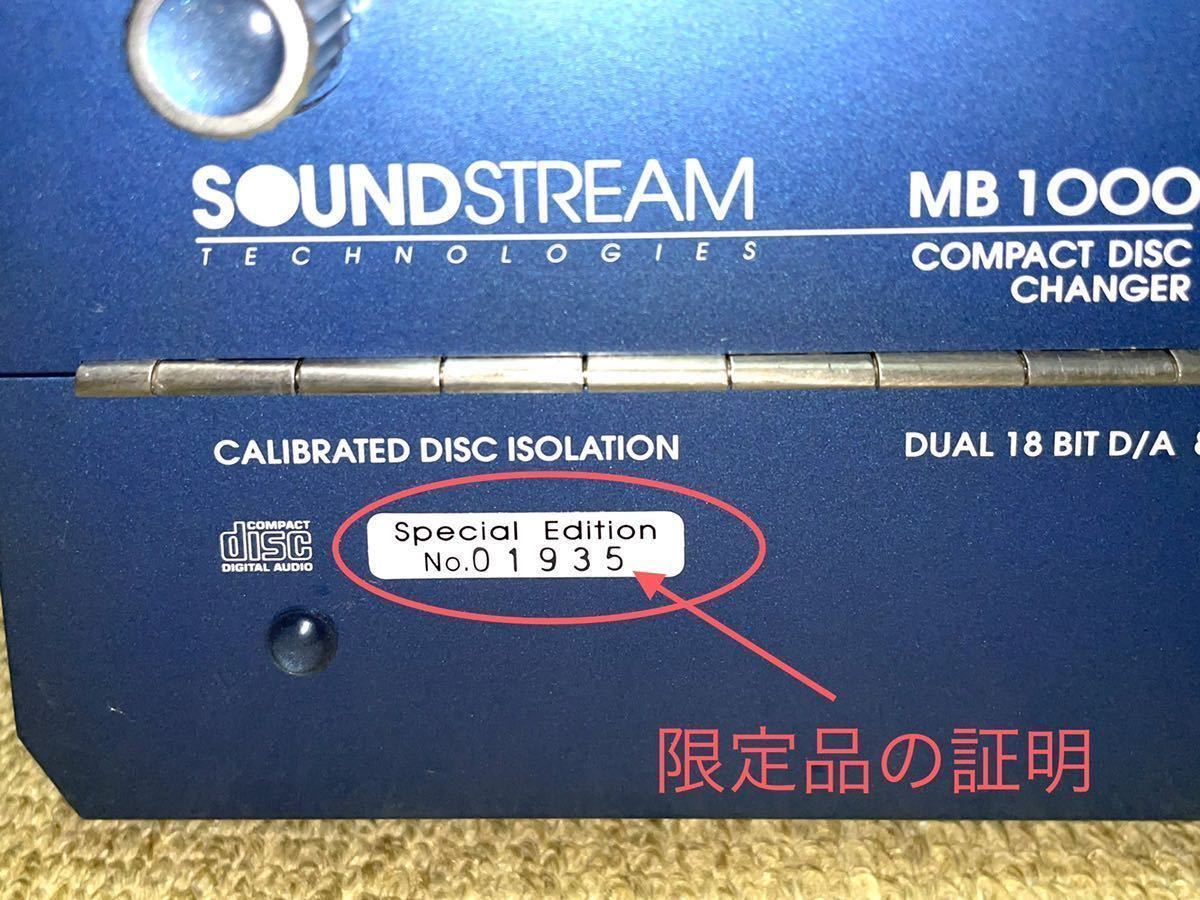 SOUNDSTREAM
TECHNOLOGIES
MB 1000
COMPACT DISC
CHANGER
CALIBRATED DISC ISOLATION
DUAL 18 BIT D/A &
COMPACT
disc
DIGITAL AUDIO
Special Edition
No.01935
限定品の証明